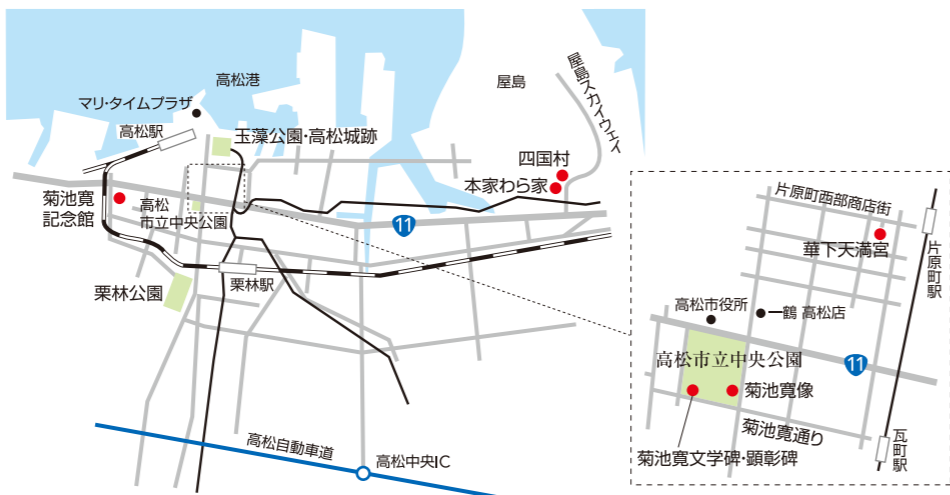 高松港
マリ・タイムプラザ
高松駅
玉藻公園・高松城跡
屋島
屋島スカイウェイ
四国村
本家わら家
菊池寛
記念館
高松
市立中央公園
11
栗林公園
栗林駅
高松自動車道
高松中央IC
片原町西部商店街
華下天満宮
片原町駅
高松市役所
一鶴 高松店
高松市立中央公園
11
菊池寛像
菊池寛通り
菊池寛文学碑・顕彰碑
瓦町駅